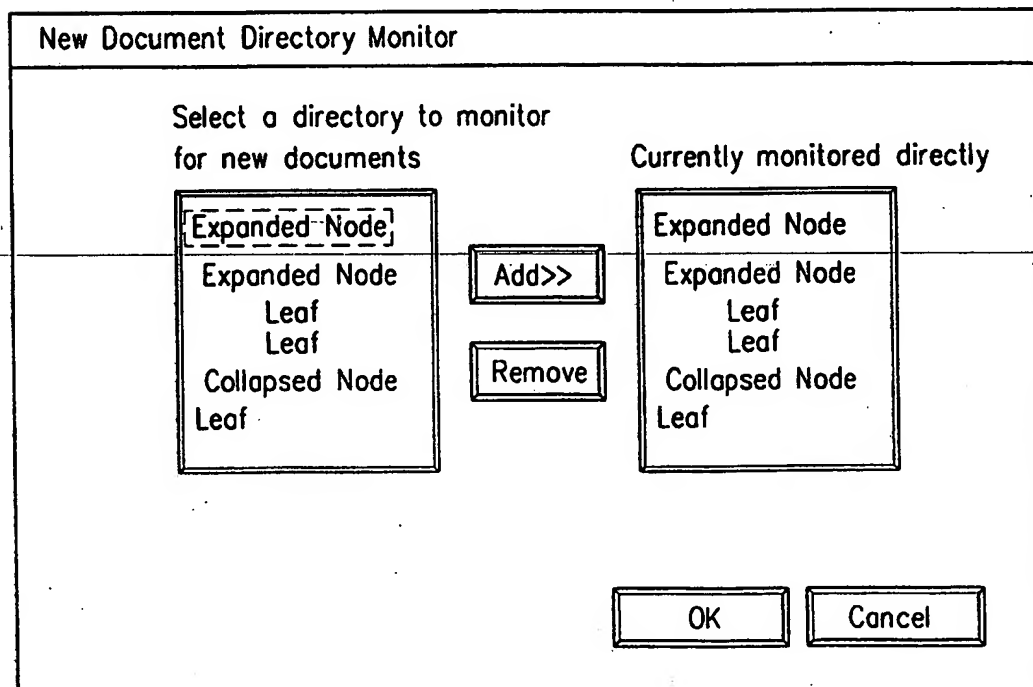 New Document Directory Monitor
Select a directory to monitor
for new documents
Expanded Node
Expanded Node
Leaf
Leaf
Collapsed Node
Leaf
Add>>
Remove
Currently monitored directly
Expanded Node
Expanded Node
Leaf
Leaf
Collapsed Node
Leaf
OK
Cancel